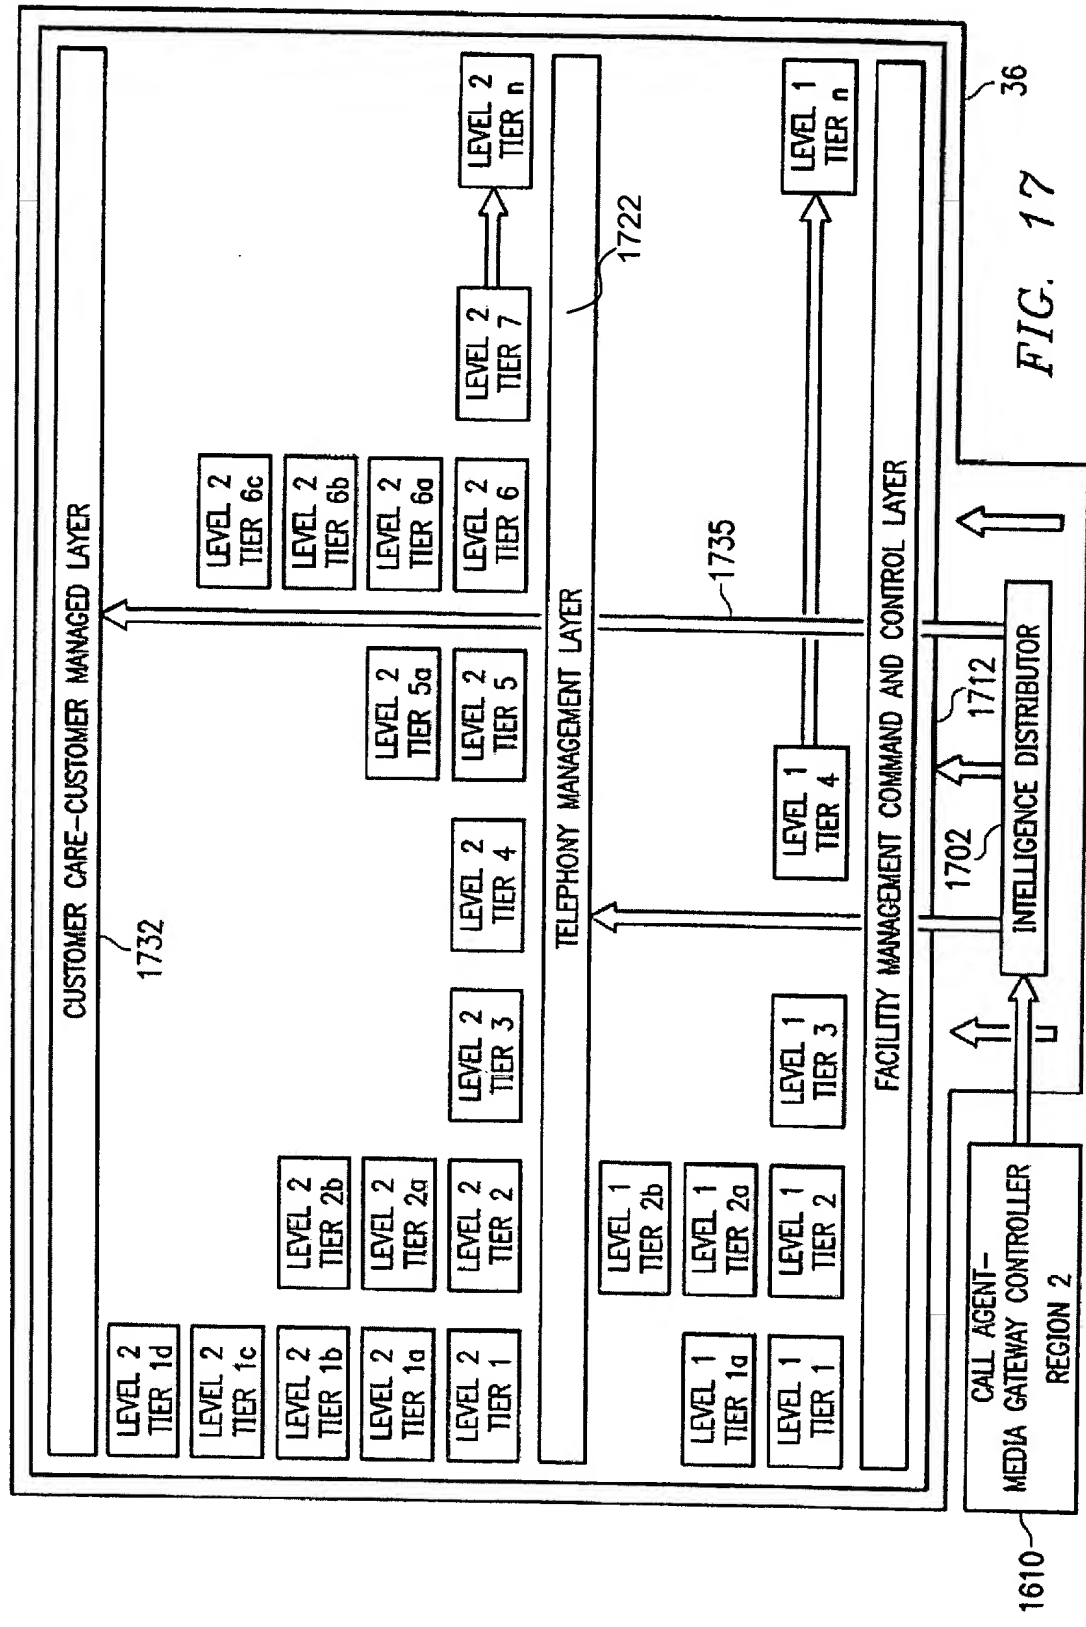 CUSTOMER CARE-CUSTOMER MANAGED LAYER
1732
LEVEL 2
TIER 1d
LEVEL 2
TIER 1c
LEVEL 2
TIER 1b
LEVEL 2
TIER 1a
LEVEL 2
TIER 1
LEVEL 2
TIER 2b
LEVEL 2
TIER 2a
LEVEL 2
TIER 2
LEVEL 2
TIER 3
LEVEL 2
TIER 4
LEVEL 2
TIER 5a
LEVEL 2
TIER 5
LEVEL 2
TIER 6c
LEVEL 2
TIER 6b
LEVEL 2
TIER 6a
LEVEL 2
TIER 6
LEVEL 2
TIER 7
LEVEL 2
TIER n
TELEPHONY MANAGEMENT LAYER
1722
LEVEL 1
TIER 1a
LEVEL 1
TIER 1
LEVEL 1
TIER 2b
LEVEL 1
TIER 2a
LEVEL 1
TIER 2
LEVEL 1
TIER 3
LEVEL 1
TIER 4
1735
LEVEL 1
TIER n
FACILITIY MANAGEMENT COMMAND AND CONTROL LAYER
1712
1702
INTELLIGENCE DISTRIBUTOR
36
CALL AGENT-
MEDIA GATEWAY CONTROLLER
REGION 2
1610
FIG. 17